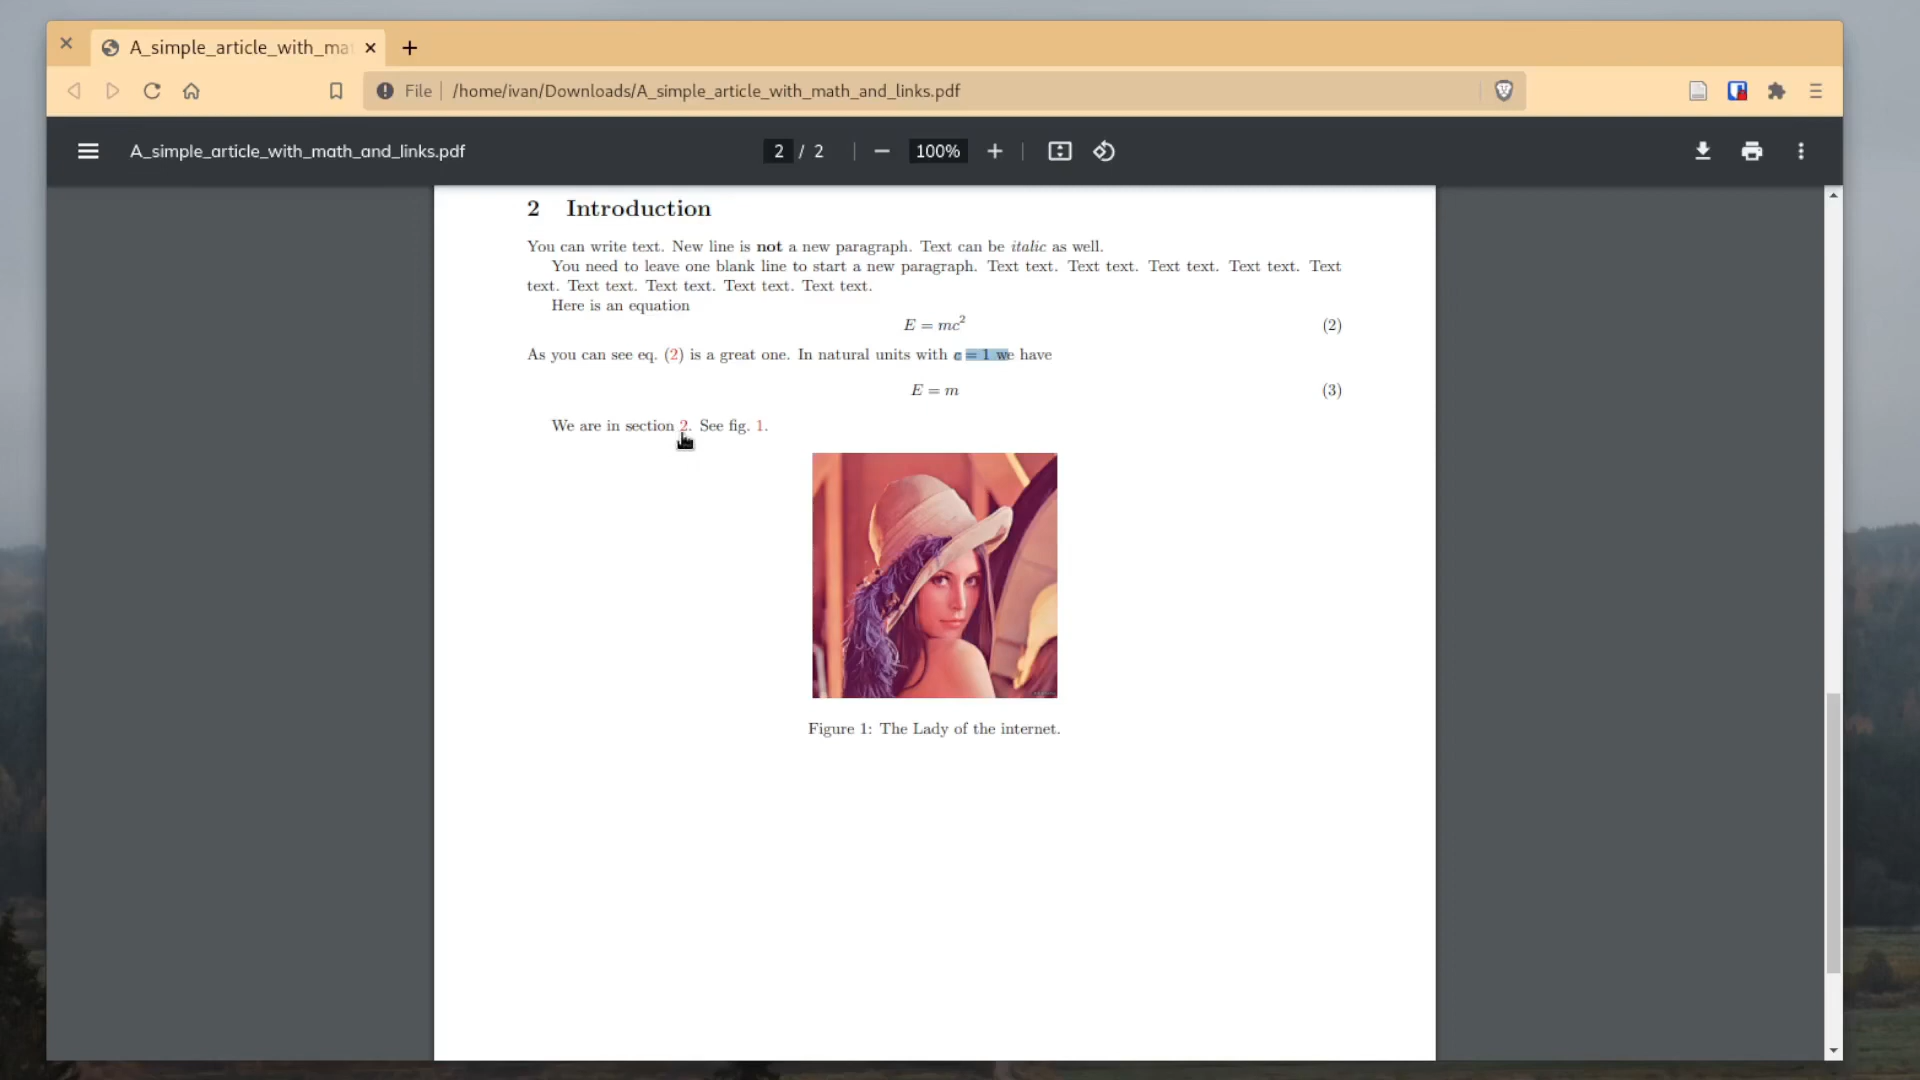 A_simple_article_with_ma
File /home/ivan/Downloads/A_simple_article_with_math_and_links.pdf
A_simple_article_with_math_and_links.pdf 2 / 2 100%
2 Introduction
You can write text. New line is not a new paragraph. Text can be italic as well.
You need to leave one blank line to start a new paragraph. Text text. Text text. Text text. Text text. Text
text. Text text. Text text. Text text. Text text.
Here is an equation
E = mc² (2)
As you can see eq. (2) is a great one. In natural units with c = 1 we have
E = m (3)
We are in section 2. See fig. 1.
Figure 1: The Lady of the internet.